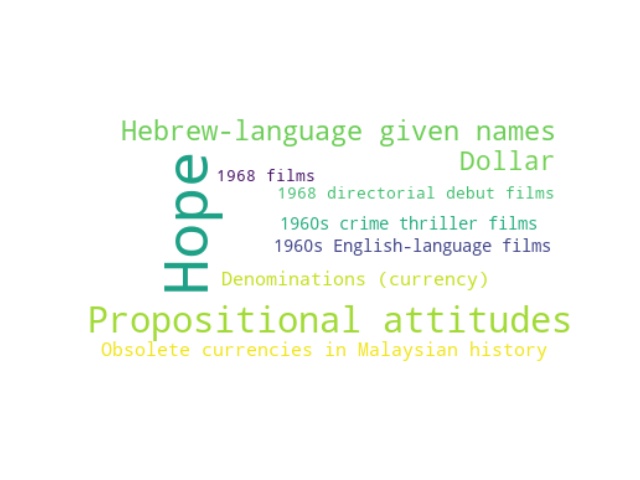 Hebrew-language given names
Dollar
Hope
1968 films
1968 directorial debut films
1960s crime thriller films
1960s English-language films
Denominations (currency)
Propositional attitudes
Obsolete currencies in Malaysian history